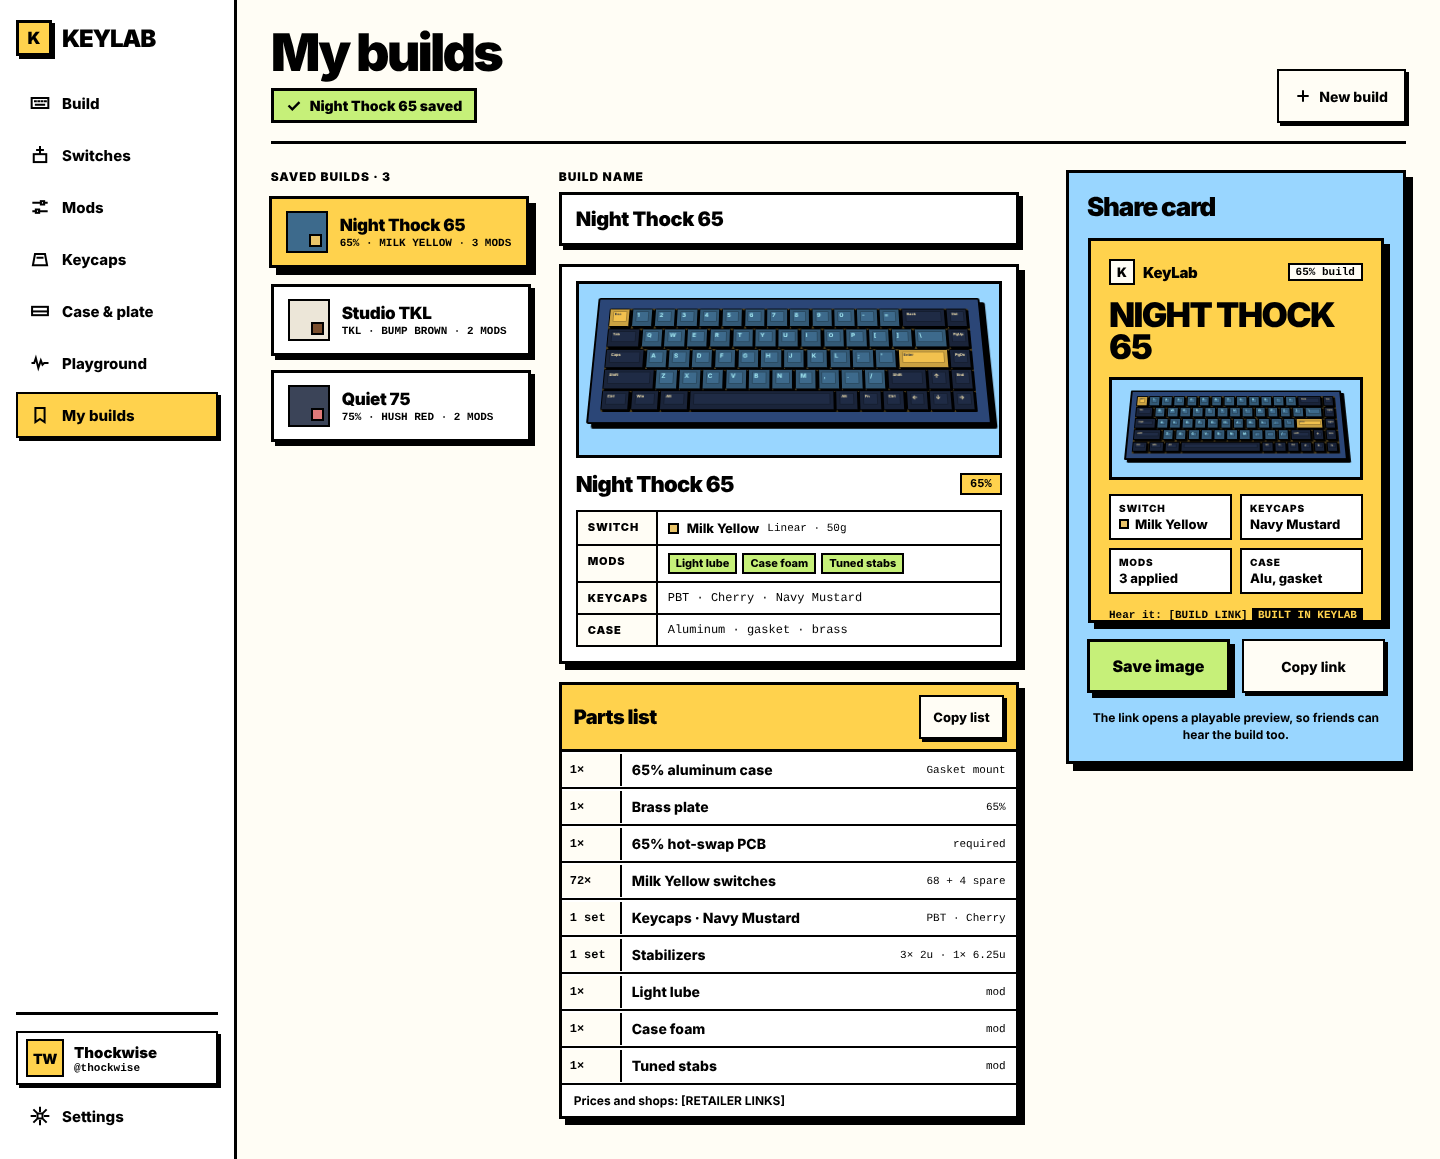 K KEYLAB
Build
Switches
Mods
Keycaps
Case & plate
Playground
My builds
TW
Thockwise
@thockwise
Settings
My builds
Night Thock 65 saved
New build
SAVED BUILDS · 3
Night Thock 65
65% · MILK YELLOW · 3 MODS
Studio TKL
TKL · BUMP BROWN · 2 MODS
Quiet 75
75% · HUSH RED · 2 MODS
BUILD NAME
Night Thock 65
Night Thock 65
65%
SWITCH Milk Yellow Linear · 50g
MODS Light lube Case foam Tuned stabs
KEYCAPS PBT · Cherry · Navy Mustard
CASE Aluminum · gasket · brass
Parts list
Copy list
1× 65% aluminum case Gasket mount
1× Brass plate 65%
1× 65% hot-swap PCB required
72× Milk Yellow switches 68 + 4 spare
1 set Keycaps · Navy Mustard PBT · Cherry
1 set Stabilizers 3× 2u · 1× 6.25u
1× Light lube mod
1× Case foam mod
1× Tuned stabs mod
Prices and shops: [RETAILER LINKS]
Share card
K KeyLab 65% build
NIGHT THOCK
65
SWITCH
Milk Yellow
KEYCAPS
Navy Mustard
MODS
3 applied
CASE
Alu, gasket
Hear it: [BUILD LINK] BUILT IN KEYLAB
Save image
Copy link
The link opens a playable preview, so friends can
hear the build too.